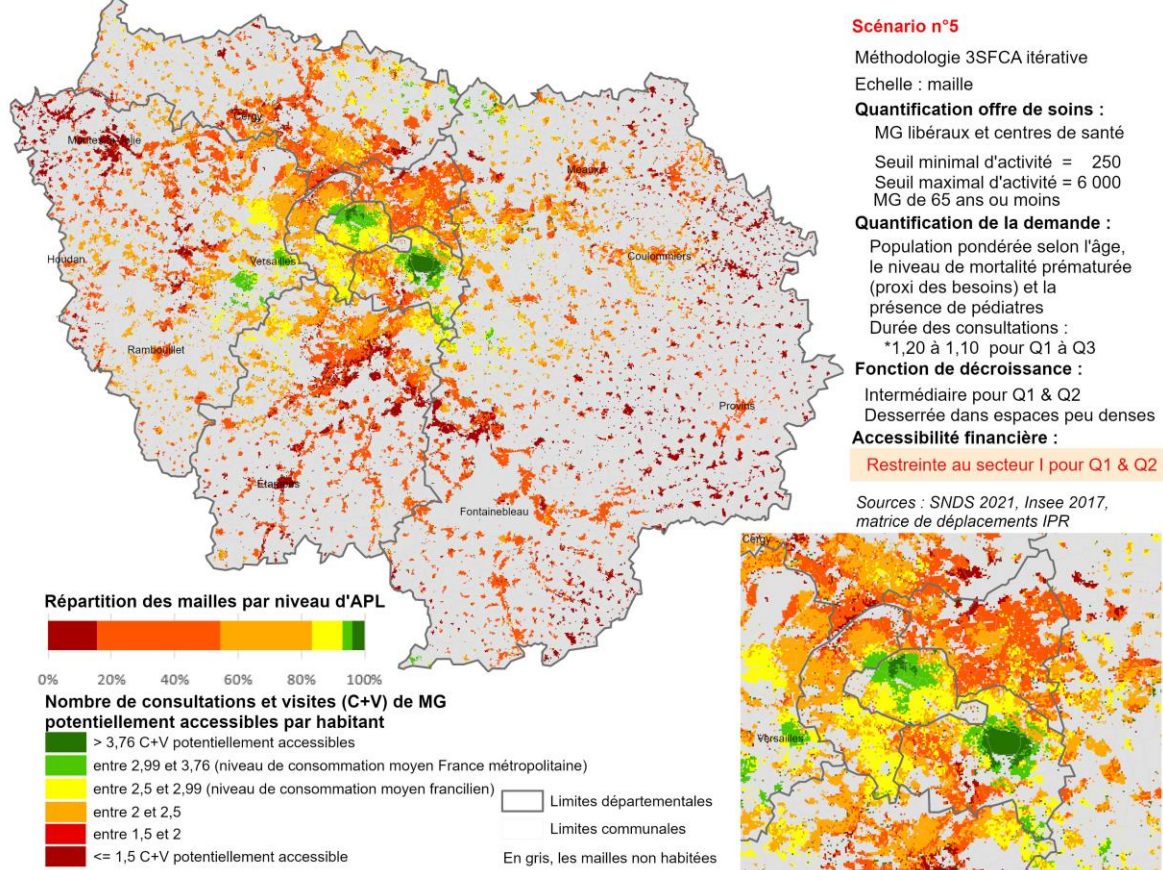 Scénario n°5
Méthodologie 3SFCA itérative
Echelle : maille
Quantification offre de soins :
MG libéraux et centres de santé
Seuil minimal d'activité = 250
Seuil maximal d'activité = 6 000
MG de 65 ans ou moins
Quantification de la demande :
Population pondérée selon l'âge,
le niveau de mortalité prématurée
(proxi des besoins) et la
présence de pédiatres
Durée des consultations :
*1,20 à 1,10 pour Q1 à Q3
Fonction de décroissance :
Intermédiaire pour Q1 & Q2
Desserrée dans espaces peu denses
Accessibilité financière :
Restreinte au secteur I pour Q1 & Q2
Sources : SNDS 2021, Insee 2017,
matrice de déplacements IPR
Cergy
Meaux
Houdan
Versailles
Coulommiers
Rambouillet
Provins
Étampes
Fontainebleau
Cergy
Versailles
Répartition des mailles par niveau d'APL
0% 20% 40% 60% 80% 100%
Nombre de consultations et visites (C+V) de MG
potentiellement accessibles par habitant
> 3,76 C+V potentiellement accessibles
entre 2,99 et 3,76 (niveau de consommation moyen France métropolitaine)
entre 2,5 et 2,99 (niveau de consommation moyen francilien)
entre 2 et 2,5
entre 1,5 et 2
<= 1,5 C+V potentiellement accessible
Limites départementales
Limites communales
En gris, les mailles non habitées